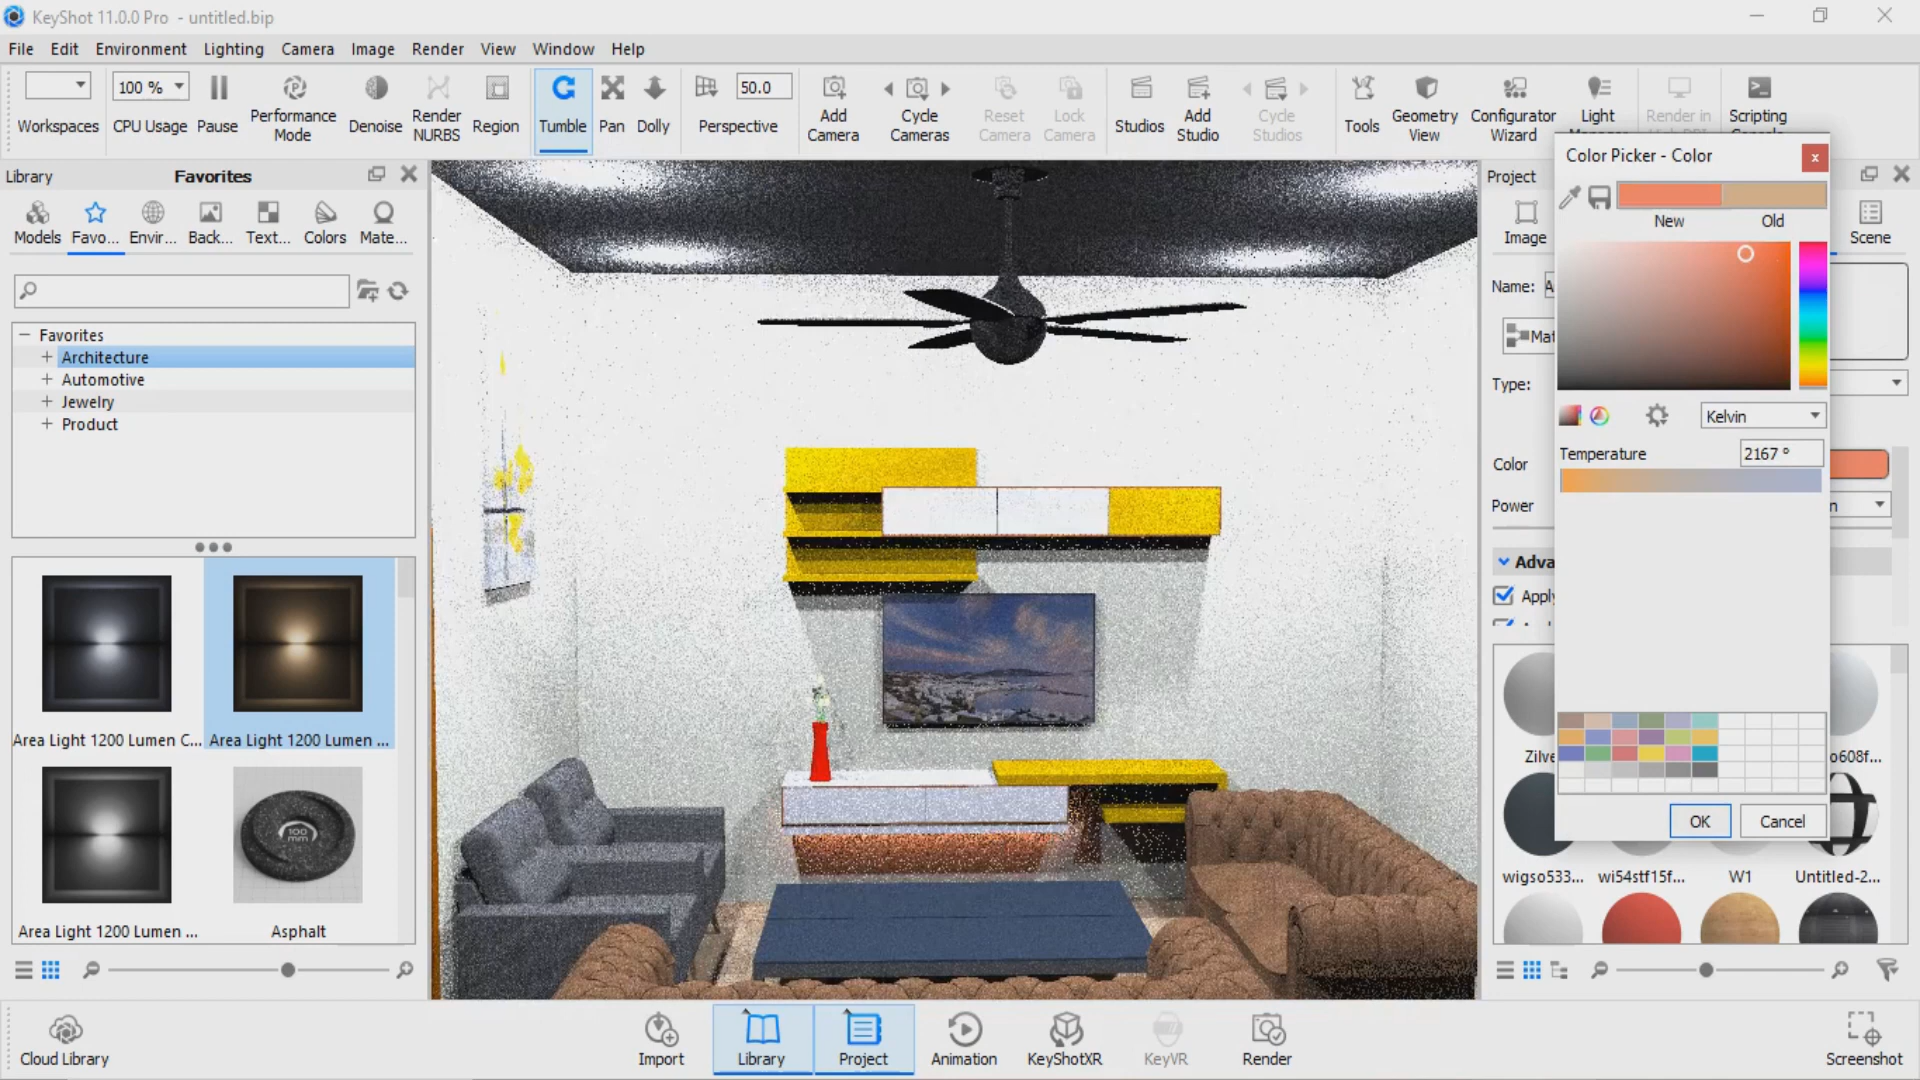 KeyShot 11.0.0 Pro - untitled.bip
File Edit Environment Lighting Camera Image Render View Window Help
100 %
50.0
Workspaces CPU Usage Pause Performance Mode Denoise Render NURBS Region Tumble Pan Dolly Perspective Add Camera Cycle Cameras Reset Camera Lock Camera Studios Add Studio Cycle Studios Tools Geometry View Configurator Wizard Light Render in Scripting
Library Favorites
Models Favo... Envir... Back... Text... Colors Mate...
Favorites
Architecture
Automotive
Jewelry
Product
Area Light 1200 Lumen C... Area Light 1200 Lumen ...
Area Light 1200 Lumen ... Asphalt
100 mm
Project
Image Scene
Name:
Mat
Type:
Color
Power
Adva
Apply
Color Picker - Color
x
New Old
Kelvin
Temperature 2167 °
OK Cancel
Zilve o608f...
wigso533... wi54stf15f... W1 Untitled-2...
Cloud Library Import Library Project Animation KeyShotXR KeyVR Render Screenshot